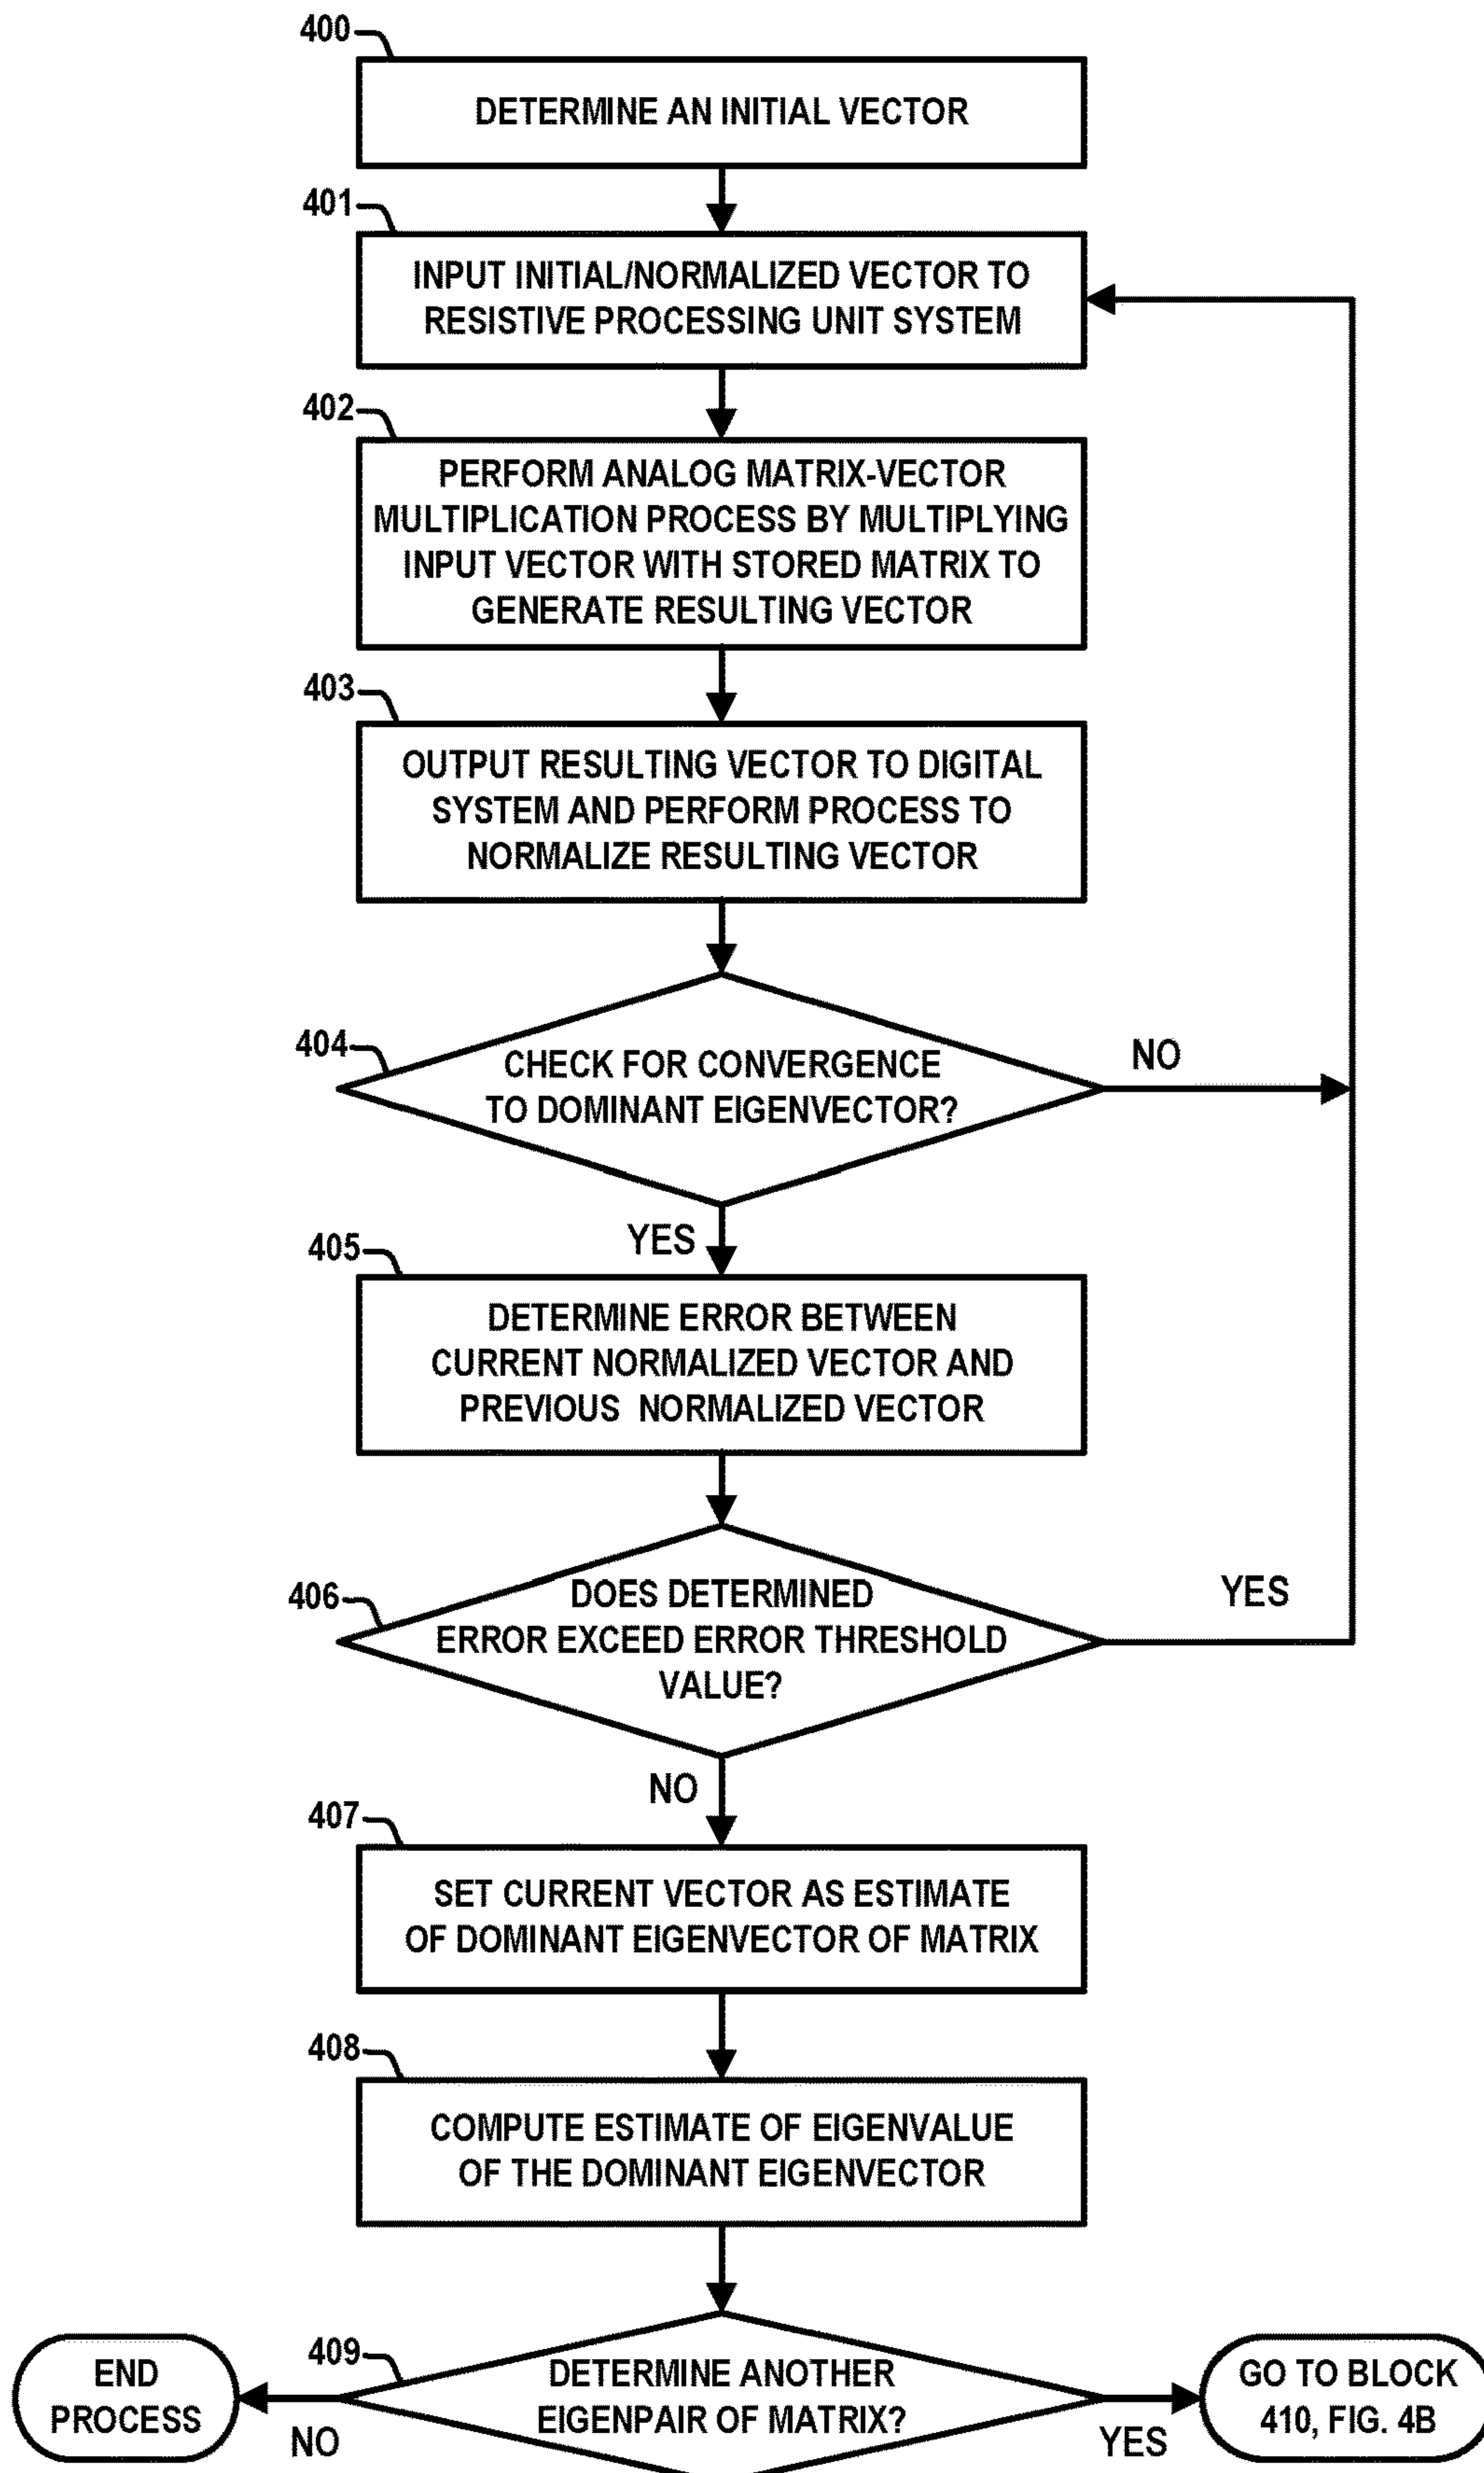 400
DETERMINE AN INITIAL VECTOR
401
INPUT INITIAL/NORMALIZED VECTOR TO
RESISTIVE PROCESSING UNIT SYSTEM
402
PERFORM ANALOG MATRIX-VECTOR
MULTIPLICATION PROCESS BY MULTIPLYING
INPUT VECTOR WITH STORED MATRIX TO
GENERATE RESULTING VECTOR
403
OUTPUT RESULTING VECTOR TO DIGITAL
SYSTEM AND PERFORM PROCESS TO
NORMALIZE RESULTING VECTOR
404
CHECK FOR CONVERGENCE
TO DOMINANT EIGENVECTOR?
NO
YES
405
DETERMINE ERROR BETWEEN
CURRENT NORMALIZED VECTOR AND
PREVIOUS NORMALIZED VECTOR
406
DOES DETERMINED
ERROR EXCEED ERROR THRESHOLD
VALUE?
YES
NO
407
SET CURRENT VECTOR AS ESTIMATE
OF DOMINANT EIGENVECTOR OF MATRIX
408
COMPUTE ESTIMATE OF EIGENVALUE
OF THE DOMINANT EIGENVECTOR
409
DETERMINE ANOTHER
EIGENPAIR OF MATRIX?
NO
END
PROCESS
YES
GO TO BLOCK
410, FIG. 4B